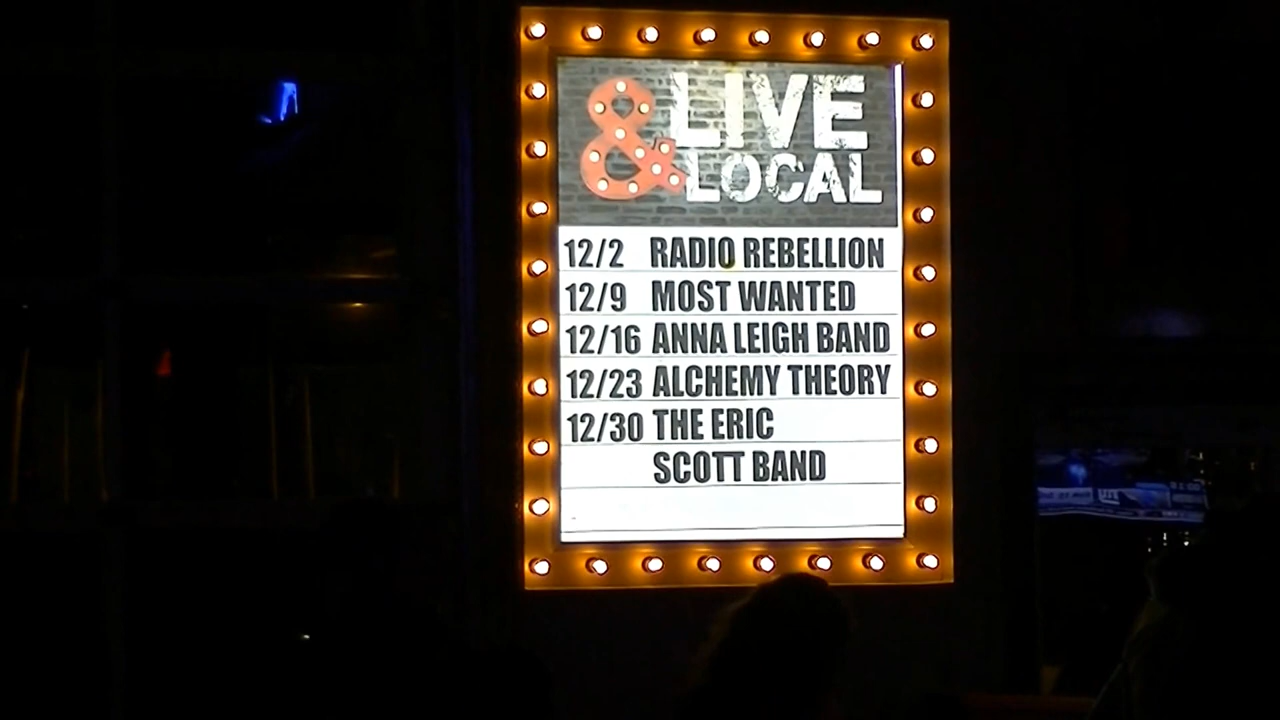 & LIVE
LOCAL
12/2 RADIO REBELLION
12/9 MOST WANTED
12/16 ANNA LEIGH BAND
12/23 ALCHEMY THEORY
12/30 THE ERIC
SCOTT BAND